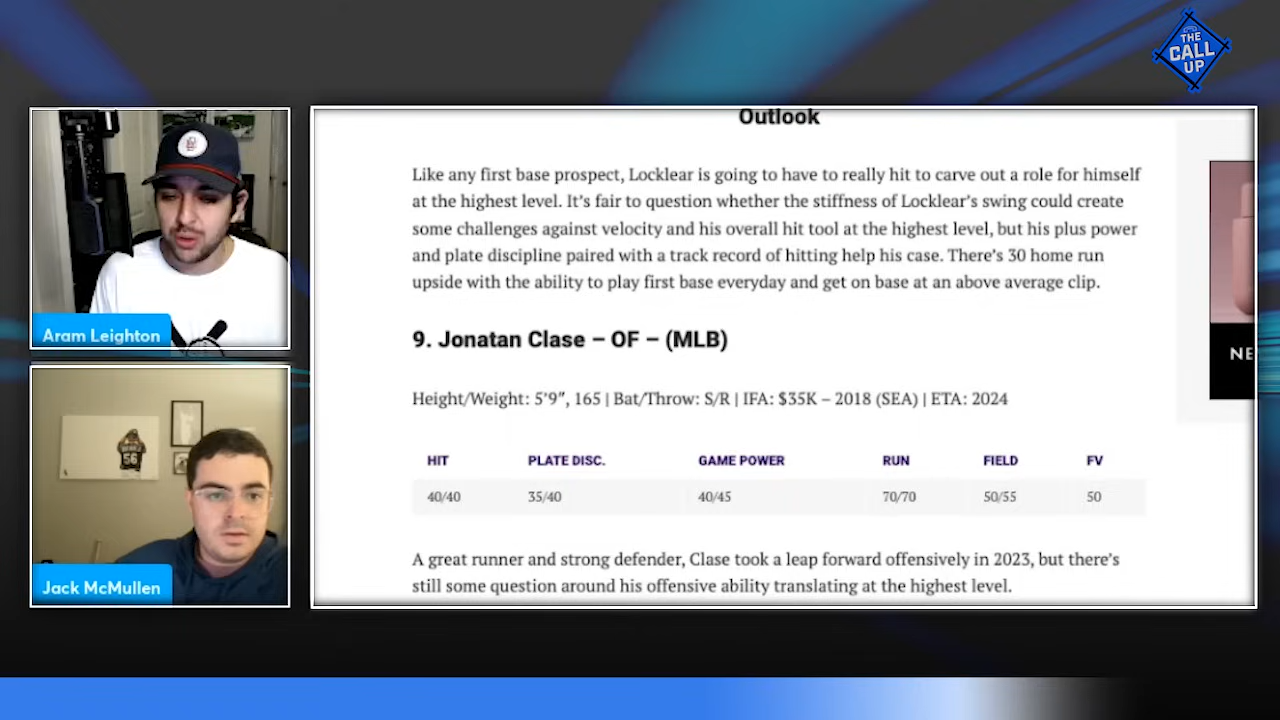 THE
CALL
UP
Aram Leighton
56
Jack McMullen
Outlook
Like any first base prospect, Locklear is going to have to really hit to carve out a role for himself
at the highest level. It's fair to question whether the stiffness of Locklear's swing could create
some challenges against velocity and his overall hit tool at the highest level, but his plus power
and plate discipline paired with a track record of hitting help his case. There's 30 home run
upside with the ability to play first base everyday and get on base at an above average clip.
9. Jonatan Clase – OF – (MLB)
Height/Weight: 5'9″, 165 | Bat/Throw: S/R | IFA: $35K – 2018 (SEA) | ETA: 2024
HIT PLATE DISC. GAME POWER RUN FIELD FV
40/40 35/40 40/45 70/70 50/55 50
A great runner and strong defender, Clase took a leap forward offensively in 2023, but there's
still some question around his offensive ability translating at the highest level.
NE